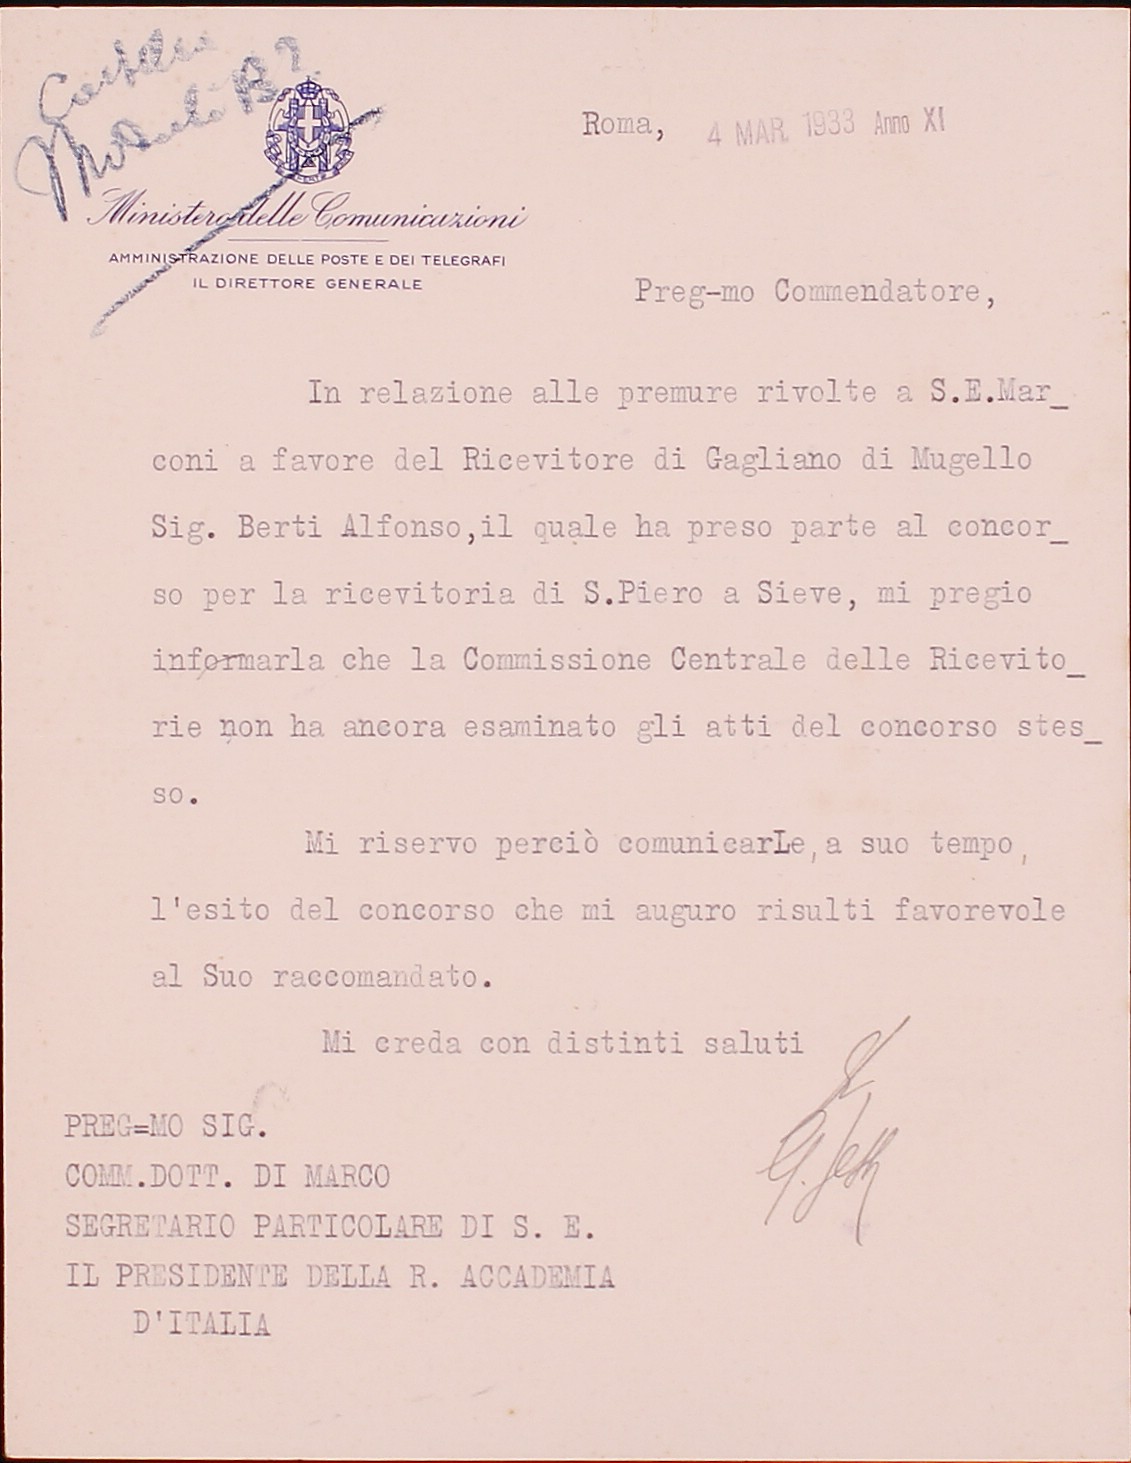 Roma, 4 MAR. 1933 Anno XI
Ministero delle Comunicazioni
AMMINISTRAZIONE DELLE POSTE E DEI TELEGRAFI
IL DIRETTORE GENERALE
Preg-mo Commendatore,
In relazione alle premure rivolte a S.E.Mar_
coni a favore del Ricevitore di Gagliano di Mugello
Sig. Berti Alfonso,il quale ha preso parte al concor_
so per la ricevitoria di S.Piero a Sieve, mi pregio
informarla che la Commissione Centrale delle Ricevito_
rie non ha ancora esaminato gli atti del concorso stes_
so.
Mi riservo perciò comunicarLe, a suo tempo,
l'esito del concorso che mi auguro risulti favorevole
al Suo raccomandato.
Mi creda con distinti saluti
PREG=MO SIG.
COMM.DOTT. DI MARCO
SEGRETARIO PARTICOLARE DI S. E.
IL PRESIDENTE DELLA R. ACCADEMIA
D'ITALIA